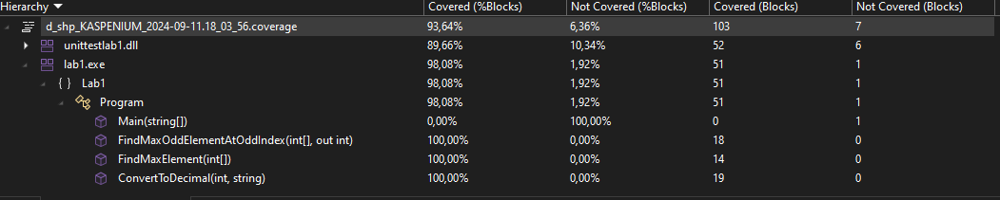 Hierarchy Covered (%Blocks) Not Covered (%Blocks) Covered (Blocks) Not Covered (Blocks)
d_shp_KASPENIUM_2024-09-11.18_03_56.coverage 93,64% 6,36% 103 7
unittestlab1.dll 89,66% 10,34% 52 6
lab1.exe 98,08% 1,92% 51 1
{ } Lab1 98,08% 1,92% 51 1
Program 98,08% 1,92% 51 1
Main(string[]) 0,00% 100,00% 0 1
FindMaxOddElementAtOddIndex(int[], out int) 100,00% 0,00% 18 0
FindMaxElement(int[]) 100,00% 0,00% 14 0
ConvertToDecimal(int, string) 100,00% 0,00% 19 0